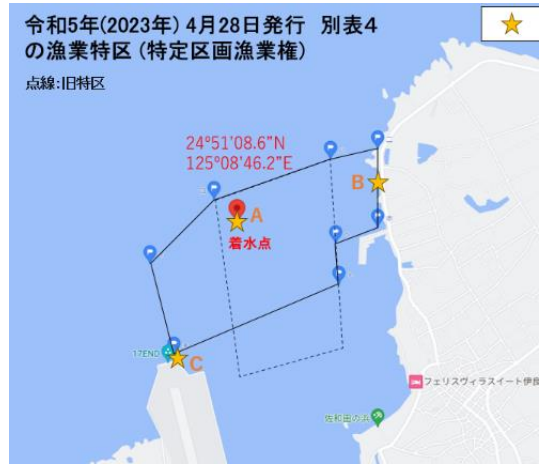 令和5年(2023年) 4月28日発行 別表4
の漁業特区 (特定区画漁業権)
点線:旧特区
24°51'08.6"N
125°08'46.2"E
A
B
着水点
17END
C
フェリスヴィラスイート伊良
佐和田の浜